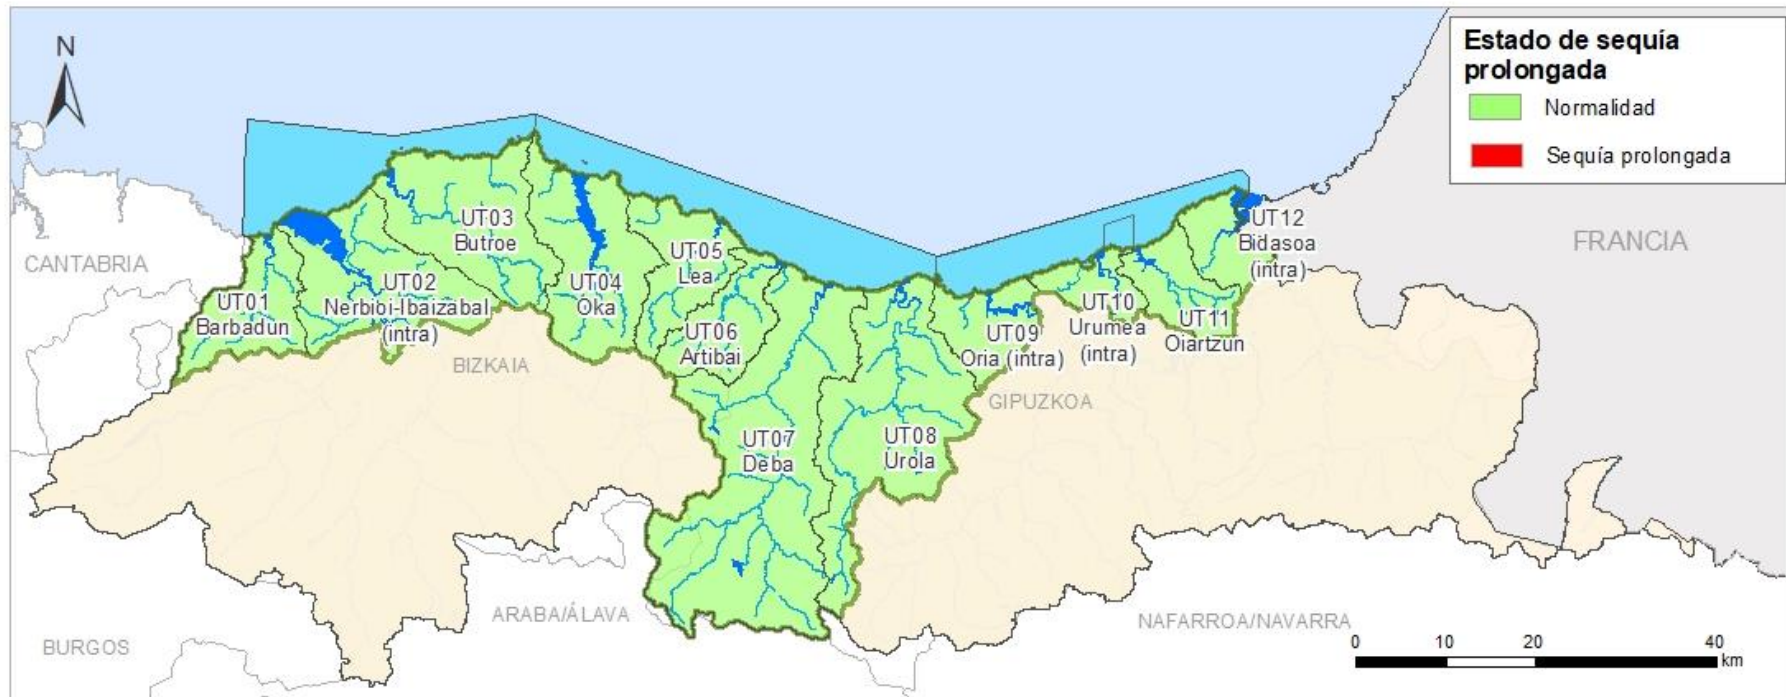 N
Estado de sequía
prolongada
Normalidad
Sequía prolongada
CANTABRIA
FRANCIA
UT01
Barbadun
UT02
Nerbioi-Ibaizabal
(intra)
UT03
Butroe
UT04
Oka
UT05
Lea
UT06
Artibai
UT07
Deba
UT08
Urola
UT09
Oria (intra)
UT10
Urumea
(intra)
UT11
Oiartzun
UT12
Bidasoa
(intra)
BIZKAIA
GIPUZKOA
ARABA/ÁLAVA
NAFARROA/NAVARRA
BURGOS
0 10 20 40
km